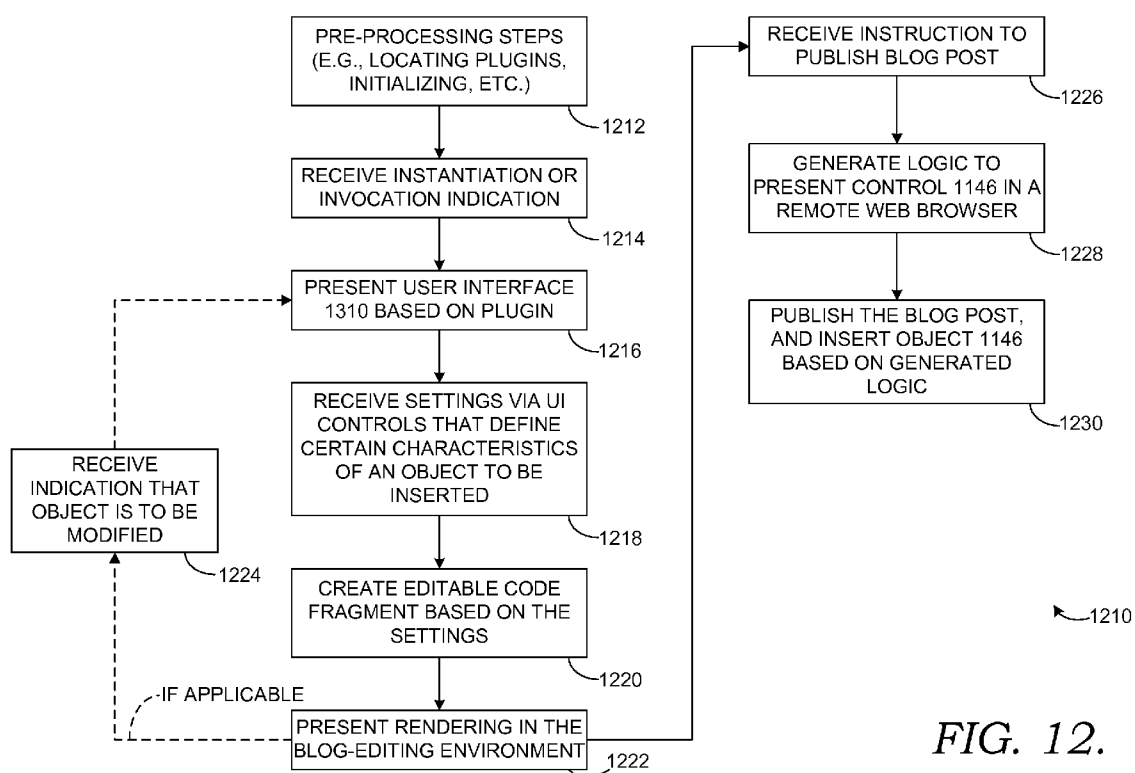 PRE-PROCESSING STEPS
(E.G., LOCATING PLUGINS,
INITIALIZING, ETC.)
1212
RECEIVE INSTANTIATION OR
INVOCATION INDICATION
1214
PRESENT USER INTERFACE
1310 BASED ON PLUGIN
1216
RECEIVE SETTINGS VIA UI
CONTROLS THAT DEFINE
CERTAIN CHARACTERISTICS
OF AN OBJECT TO BE
INSERTED
1218
RECEIVE
INDICATION THAT
OBJECT IS TO BE
MODIFIED
1224
CREATE EDITABLE CODE
FRAGMENT BASED ON THE
SETTINGS
1220
IF APPLICABLE
PRESENT RENDERING IN THE
BLOG-EDITING ENVIRONMENT
1222
RECEIVE INSTRUCTION TO
PUBLISH BLOG POST
1226
GENERATE LOGIC TO
PRESENT CONTROL 1146 IN A
REMOTE WEB BROWSER
1228
PUBLISH THE BLOG POST,
AND INSERT OBJECT 1146
BASED ON GENERATED
LOGIC
1230
1210
FIG. 12.